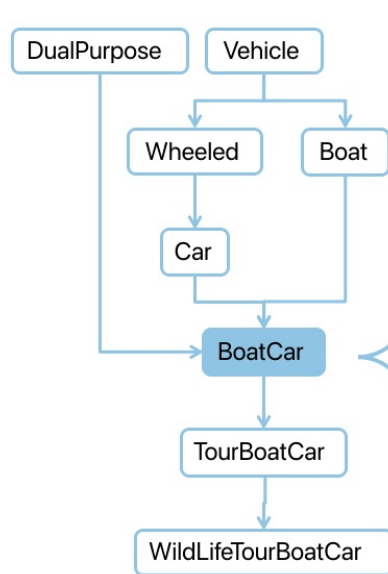 DualPurpose
Vehicle
Wheeled
Boat
Car
BoatCar
TourBoatCar
WildLifeTourBoatCar